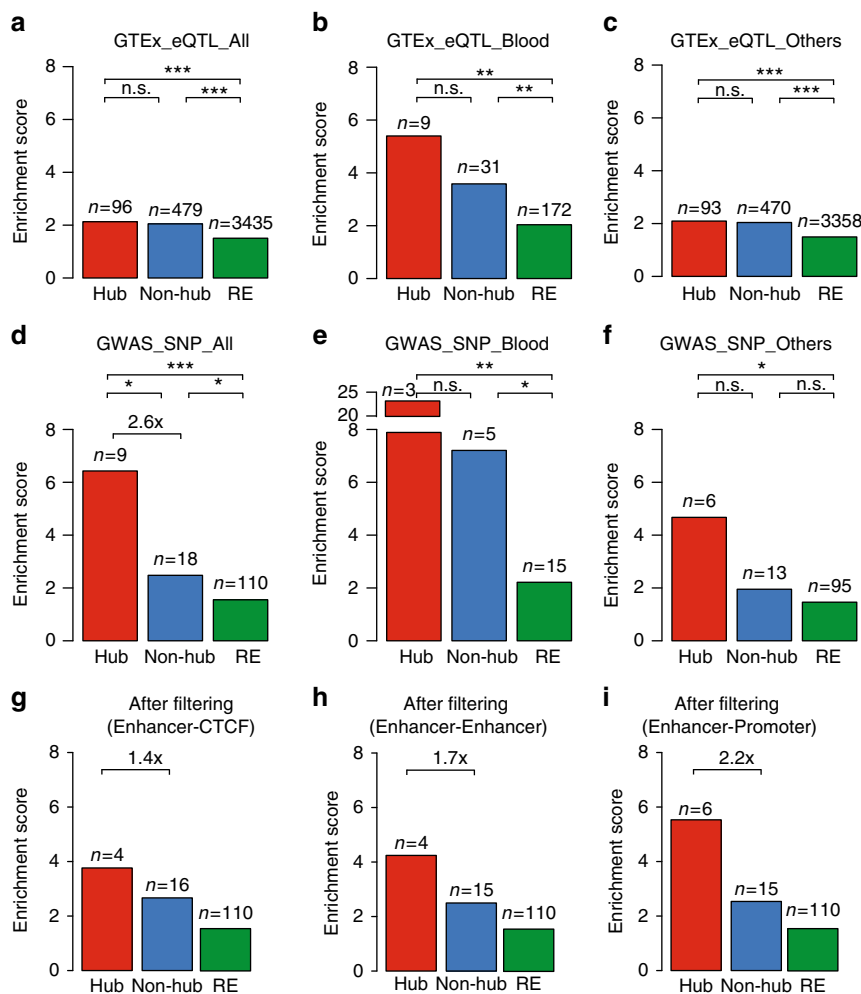 a
GTEx_eQTL_All
***
n.s. ***
Enrichment score
8
6
4
2
0
n=96 n=479 n=3435
Hub Non-hub RE
b
GTEx_eQTL_Blood
**
n.s. **
Enrichment score
8
6
4
2
0
n=9
n=31
n=172
Hub Non-hub RE
c
GTEx_eQTL_Others
***
n.s. ***
Enrichment score
8
6
4
2
0
n=93 n=470 n=3358
Hub Non-hub RE
d
GWAS_SNP_All
***
* *
2.6x
Enrichment score
8
6
4
2
0
n=9
n=18
n=110
Hub Non-hub RE
e
GWAS_SNP_Blood
**
n.s. *
Enrichment score
25
20
8
6
4
2
0
n=3
n=5
n=15
Hub Non-hub RE
f
GWAS_SNP_Others
*
n.s. n.s.
Enrichment score
8
6
4
2
0
n=6
n=13
n=95
Hub Non-hub RE
g
After filtering
(Enhancer-CTCF)
1.4x
Enrichment score
8
6
4
2
0
n=4
n=16
n=110
Hub Non-hub RE
h
After filtering
(Enhancer-Enhancer)
1.7x
Enrichment score
8
6
4
2
0
n=4
n=15
n=110
Hub Non-hub RE
i
After filtering
(Enhancer-Promoter)
2.2x
Enrichment score
8
6
4
2
0
n=6
n=15
n=110
Hub Non-hub RE